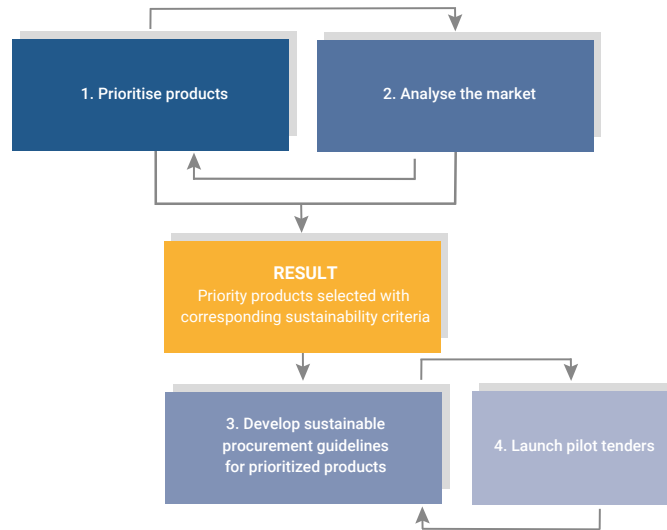 1. Prioritise products
2. Analyse the market
RESULT
Priority products selected with
corresponding sustainability criteria
3. Develop sustainable
procurement guidelines
for prioritized products
4. Launch pilot tenders